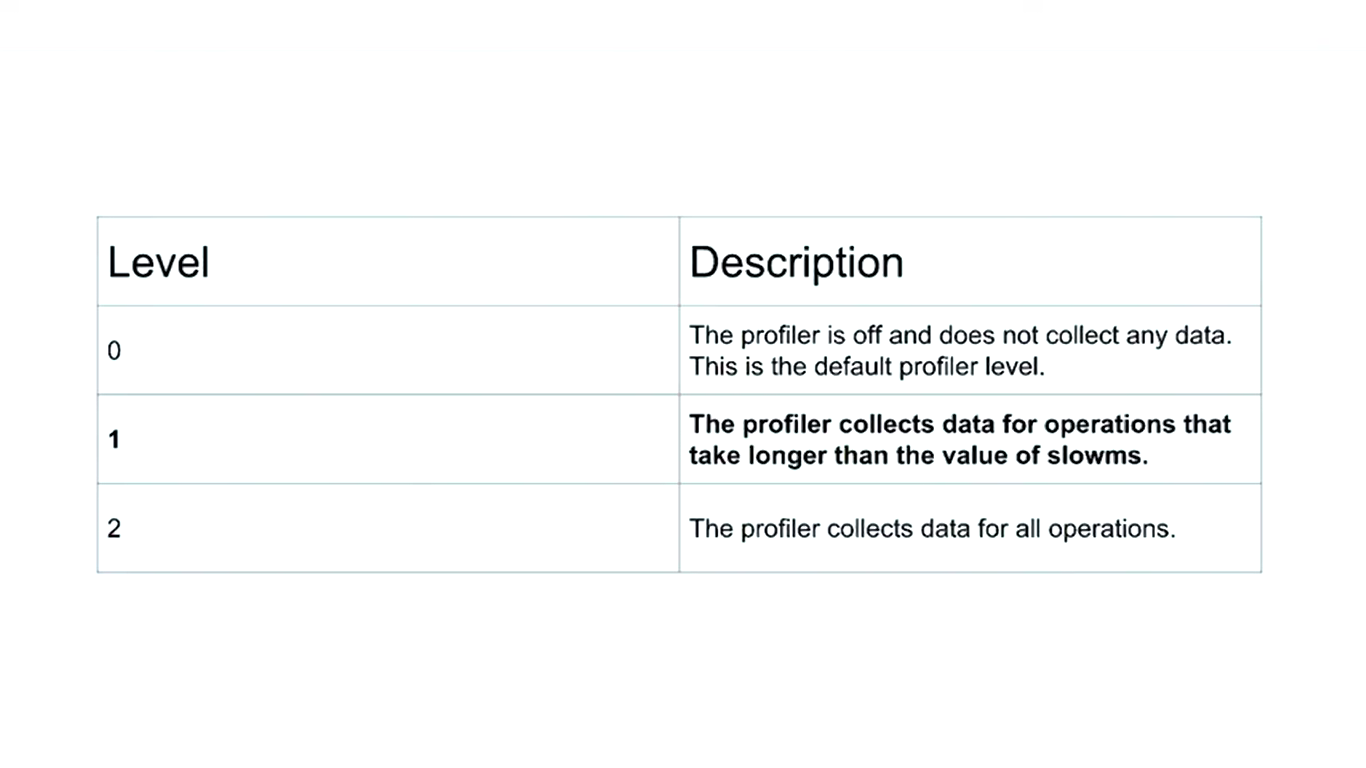 Level
Description
0
The profiler is off and does not collect any data.
This is the default profiler level.
1
The profiler collects data for operations that
take longer than the value of slowms.
2
The profiler collects data for all operations.